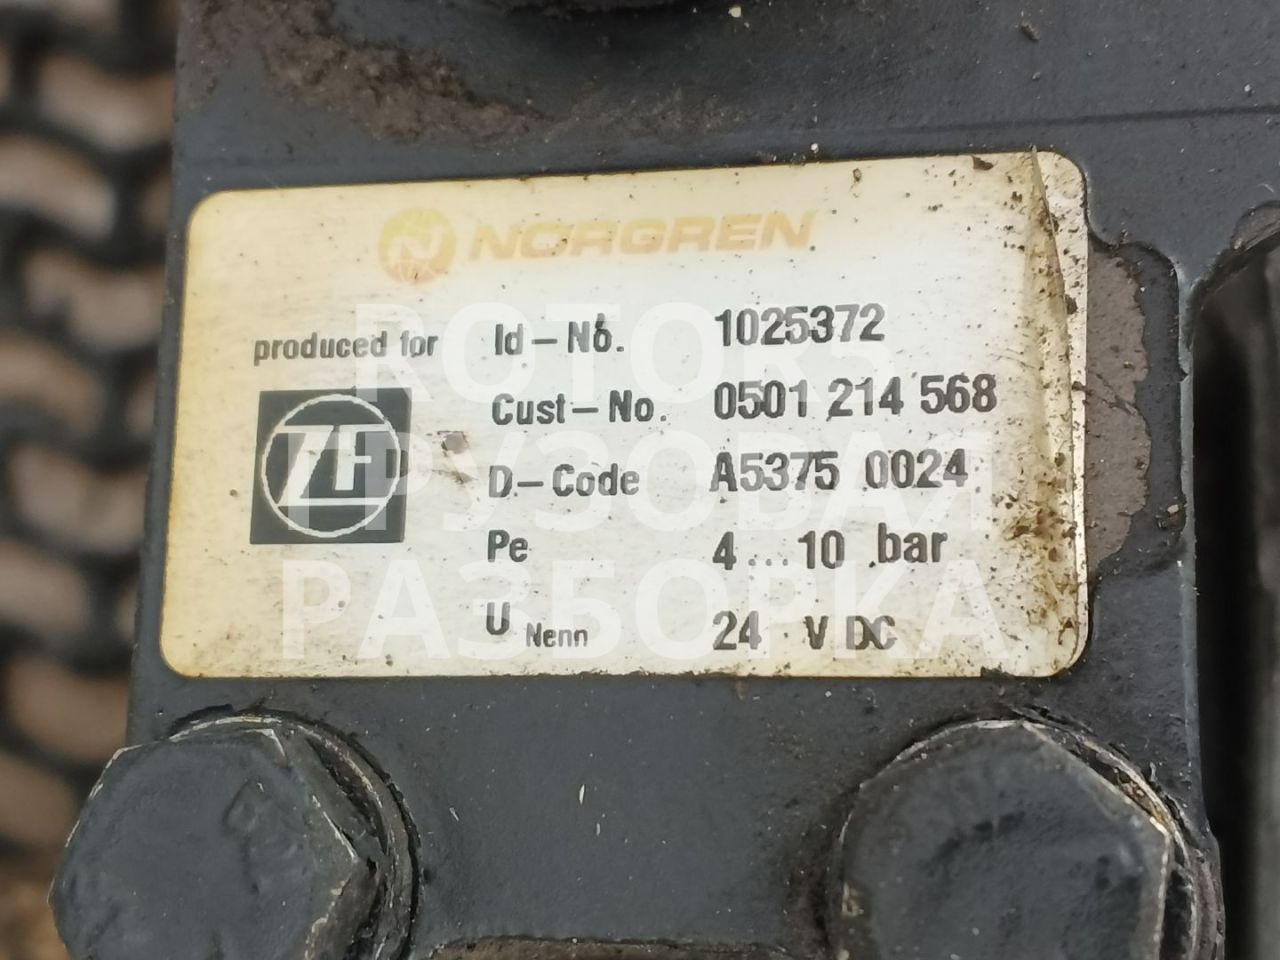 NORGREN
produced for
Id-No. 1025372
Cust-No. 0501 214 568
ZF
D-Code A5375 0024
Pe 4...10 bar
U Nenn 24 V DC
ROTORS
ГРУЗОВАЯ
РАЗБОРКА